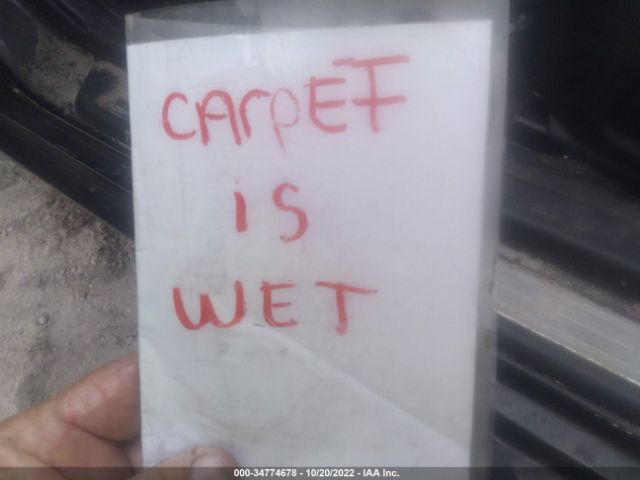 CArpET
iS
WET
000-34774678 - 10/20/2022 - IAA Inc.